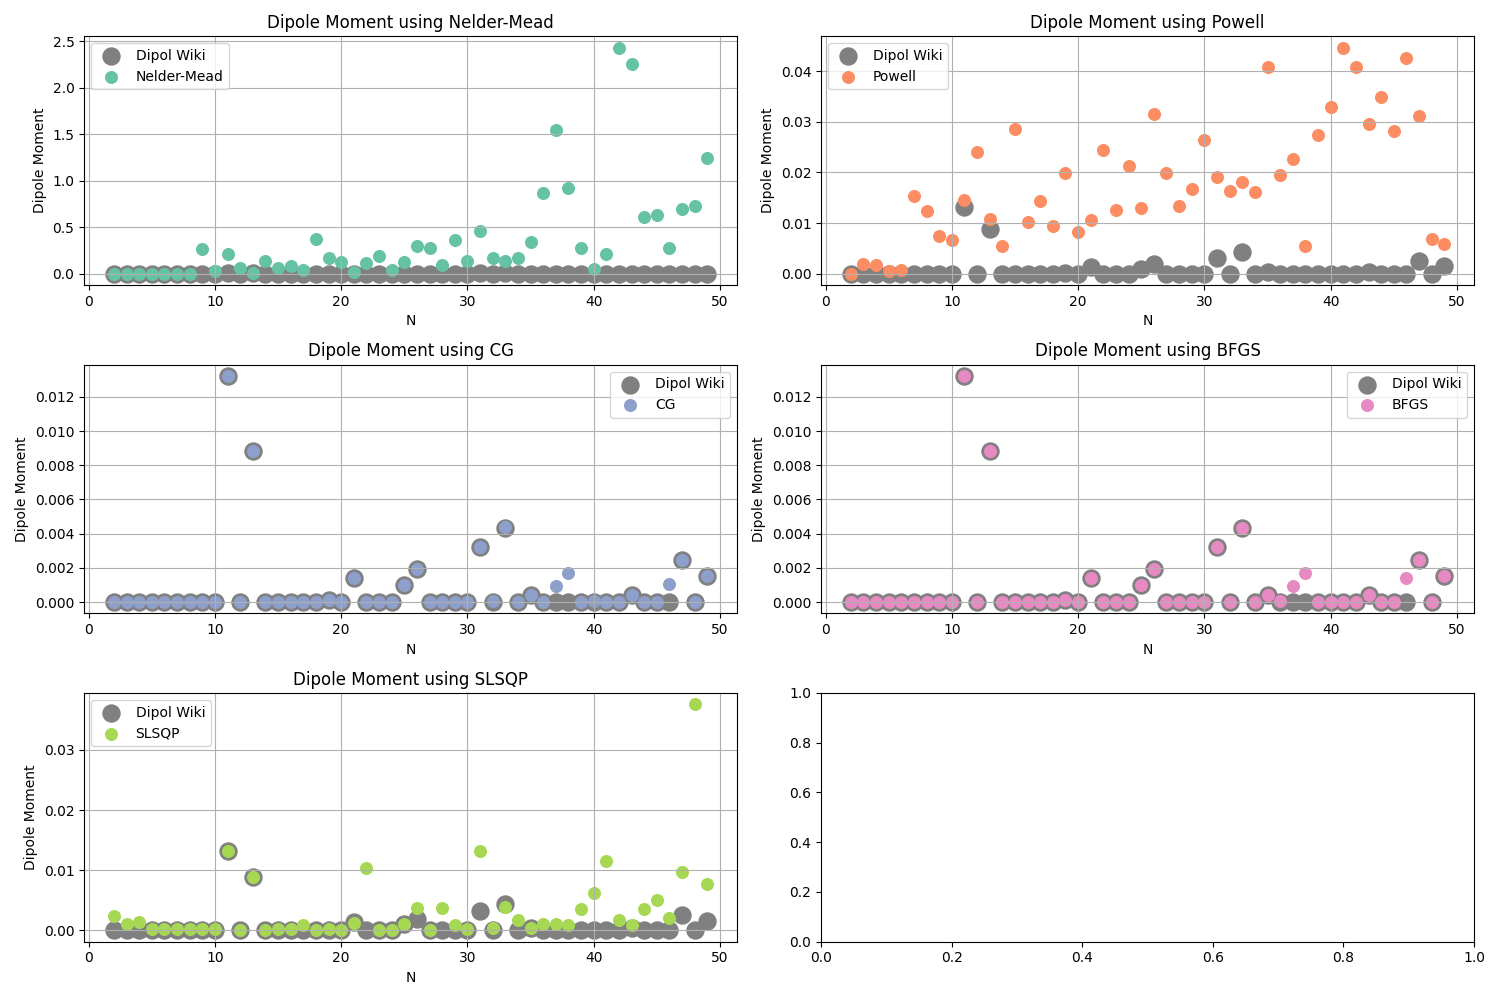 Dipole Moment using Nelder-Mead
Dipole Moment
2.5
2.0
1.5
1.0
0.5
0.0
Dipol Wiki
Nelder-Mead
0 10 20 30 40 50
N
Dipole Moment using Powell
Dipole Moment
0.04
0.03
0.02
0.01
0.00
Dipol Wiki
Powell
0 10 20 30 40 50
N
Dipole Moment using CG
Dipole Moment
0.012
0.010
0.008
0.006
0.004
0.002
0.000
Dipol Wiki
CG
0 10 20 30 40 50
N
Dipole Moment using BFGS
Dipole Moment
0.012
0.010
0.008
0.006
0.004
0.002
0.000
Dipol Wiki
BFGS
0 10 20 30 40 50
N
Dipole Moment using SLSQP
Dipole Moment
0.03
0.02
0.01
0.00
Dipol Wiki
SLSQP
0 10 20 30 40 50
N
1.0
0.8
0.6
0.4
0.2
0.0
0.0 0.2 0.4 0.6 0.8 1.0